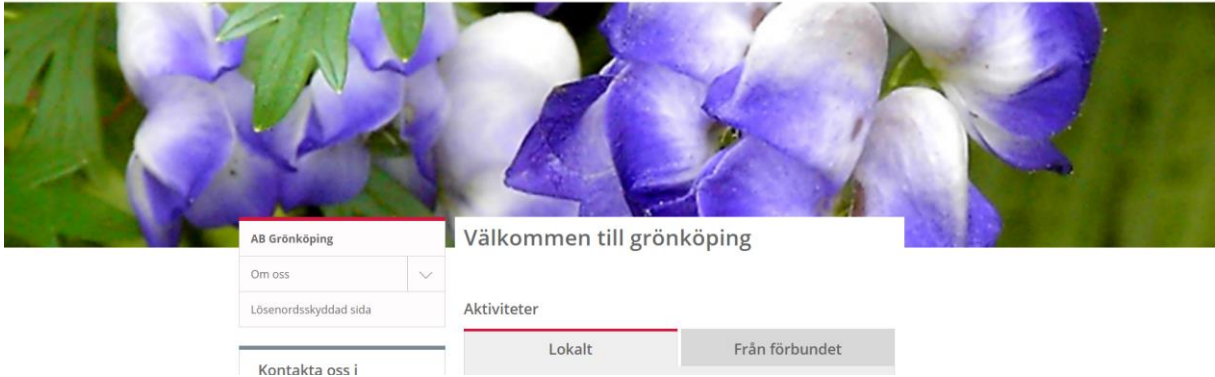 AB Grönköping
Om oss
Lösenordsskyddad sida
Kontakta oss i
Välkommen till grönköping
Aktiviteter
Lokalt
Från förbundet